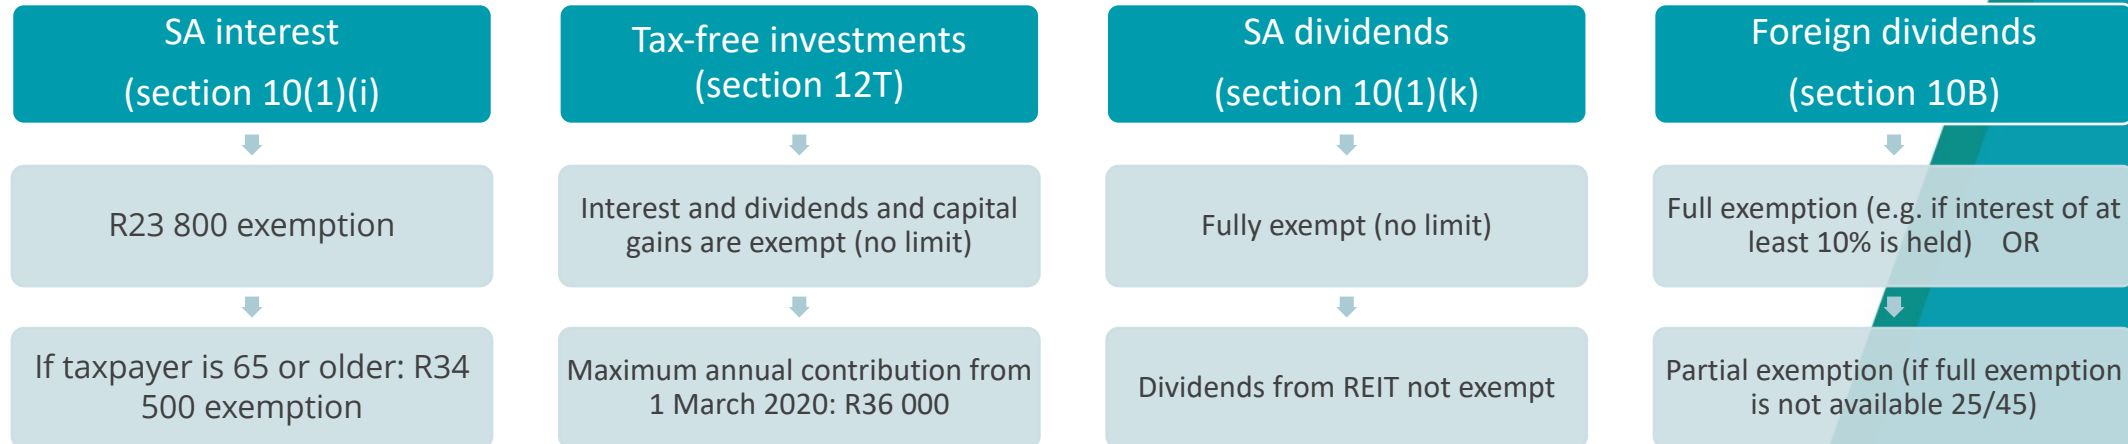 SA interest
(section 10(1)(i)
R23 800 exemption
If taxpayer is 65 or older: R34
500 exemption
Tax-free investments
(section 12T)
Interest and dividends and capital
gains are exempt (no limit)
Maximum annual contribution from
1 March 2020: R36 000
SA dividends
(section 10(1)(k)
Fully exempt (no limit)
Dividends from REIT not exempt
Foreign dividends
(section 10B)
Full exemption (e.g. if interest of at
least 10% is held) OR
Partial exemption (if full exemption
is not available 25/45)